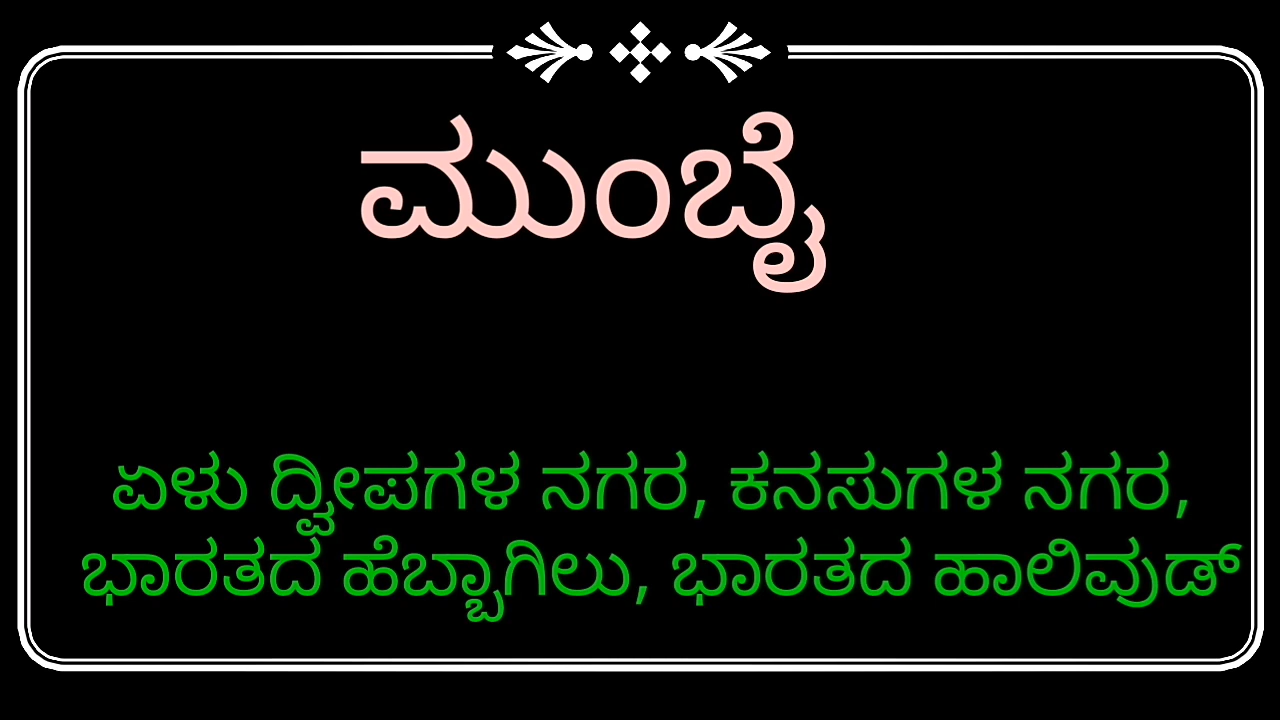 ಮುಂಬೈ
ಏಳು ದ್ವೀಪಗಳ ನಗರ, ಕನಸುಗಳ ನಗರ,
ಭಾರತದ ಹೆಬ್ಬಾಗಿಲು, ಭಾರತದ ಹಾಲಿವುಡ್